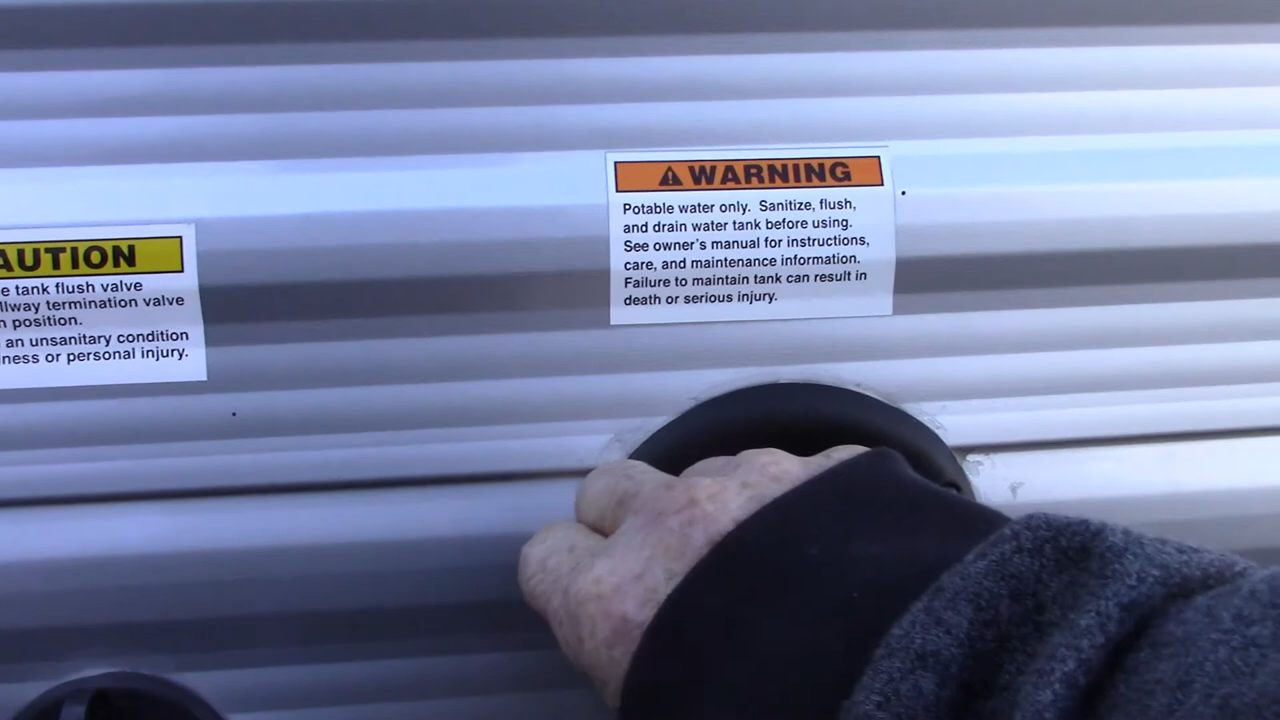 AUTION
e tank flush valve
llway termination valve
n position.
an unsanitary condition
ness or personal injury.
WARNING
Potable water only. Sanitize, flush,
and drain water tank before using.
See owner's manual for instructions,
care, and maintenance information.
Failure to maintain tank can result in
death or serious injury.